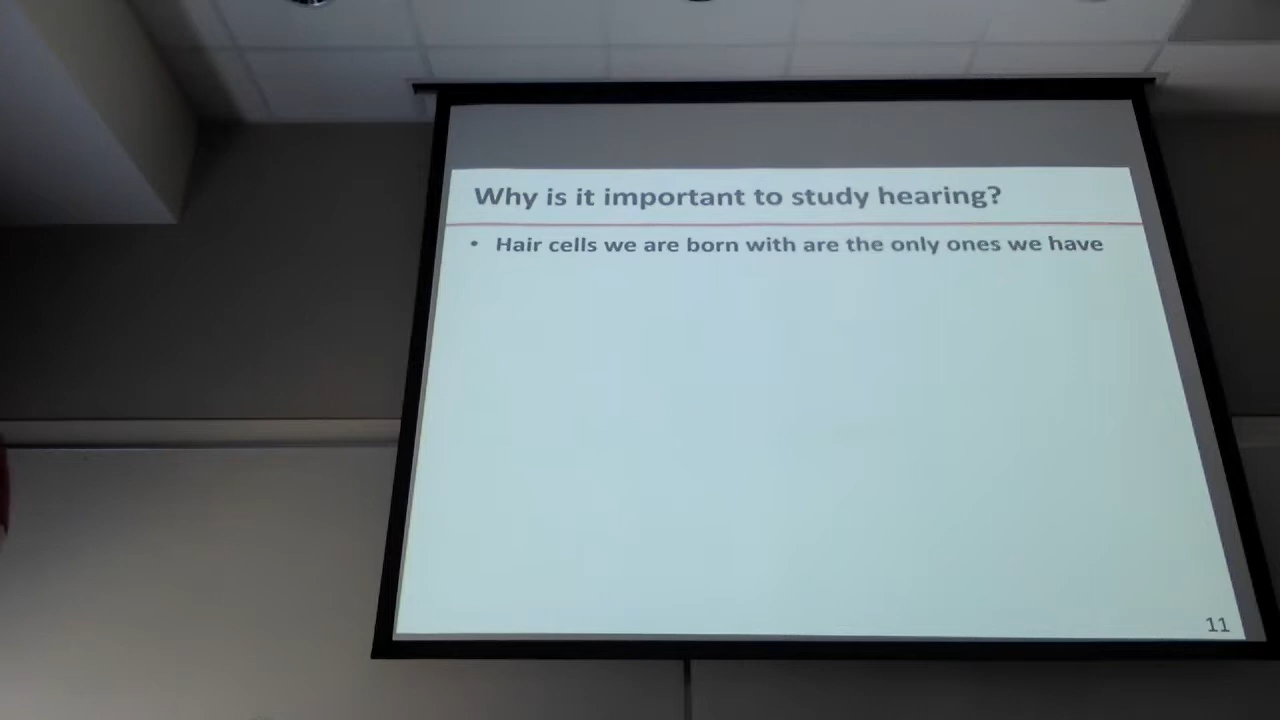 Why is it important to study hearing?
• Hair cells we are born with are the only ones we have
11